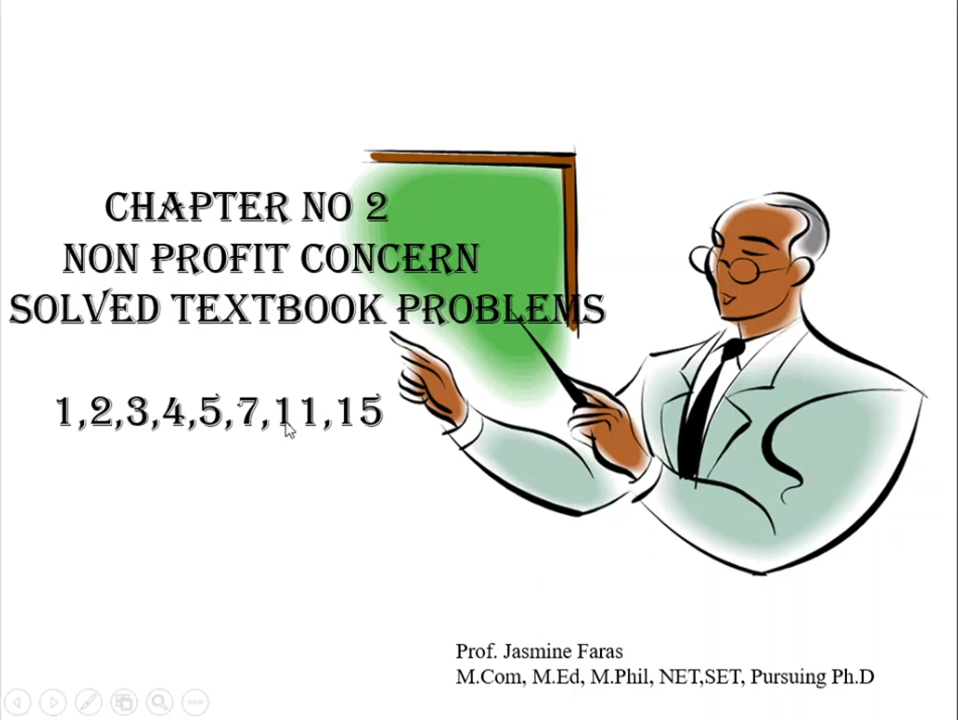 CHAPTER NO 2
NON PROFIT CONCERN
SOLVED TEXTBOOK PROBLEMS
1,2,3,4,5,7,11,15
Prof. Jasmine Faras
M.Com, M.Ed, M.Phil, NET,SET, Pursuing Ph.D